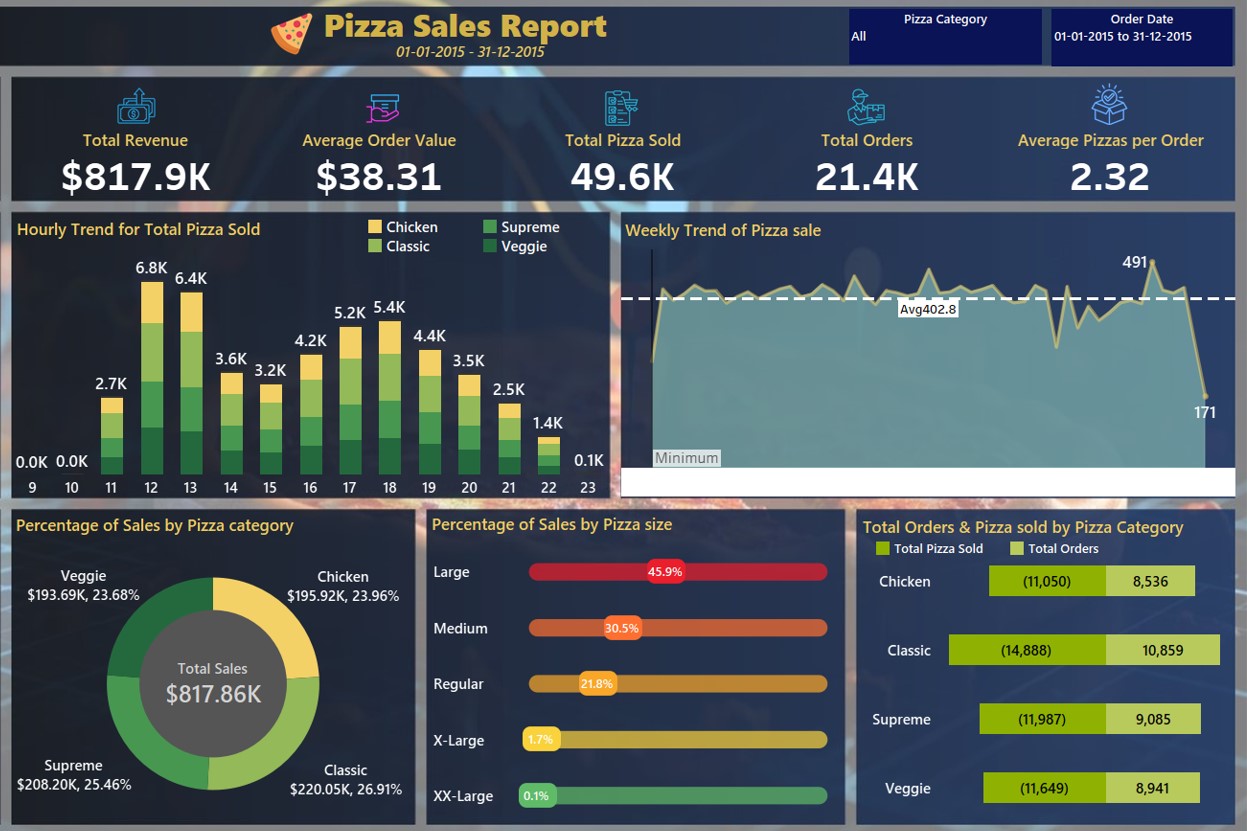 Pizza Sales Report
01-01-2015 - 31-12-2015
Pizza Category
All
Order Date
01-01-2015 to 31-12-2015
Total Revenue
$817.9K
Average Order Value
$38.31
Total Pizza Sold
49.6K
Total Orders
21.4K
Average Pizzas per Order
2.32
Hourly Trend for Total Pizza Sold
Chicken
Supreme
Classic
Veggie
0.0K
0.0K
2.7K
6.8K
6.4K
3.6K
3.2K
4.2K
5.2K
5.4K
4.4K
3.5K
2.5K
1.4K
0.1K
9 10 11 12 13 14 15 16 17 18 19 20 21 22 23
Weekly Trend of Pizza sale
491
Avg402.8
171
Minimum
Percentage of Sales by Pizza category
Veggie
$193.69K, 23.68%
Chicken
$195.92K, 23.96%
Total Sales
$817.86K
Supreme
$208.20K, 25.46%
Classic
$220.05K, 26.91%
Percentage of Sales by Pizza size
Large 45.9%
Medium 30.5%
Regular 21.8%
X-Large 1.7%
XX-Large 0.1%
Total Orders & Pizza sold by Pizza Category
Total Pizza Sold Total Orders
Chicken (11,050) 8,536
Classic (14,888) 10,859
Supreme (11,987) 9,085
Veggie (11,649) 8,941